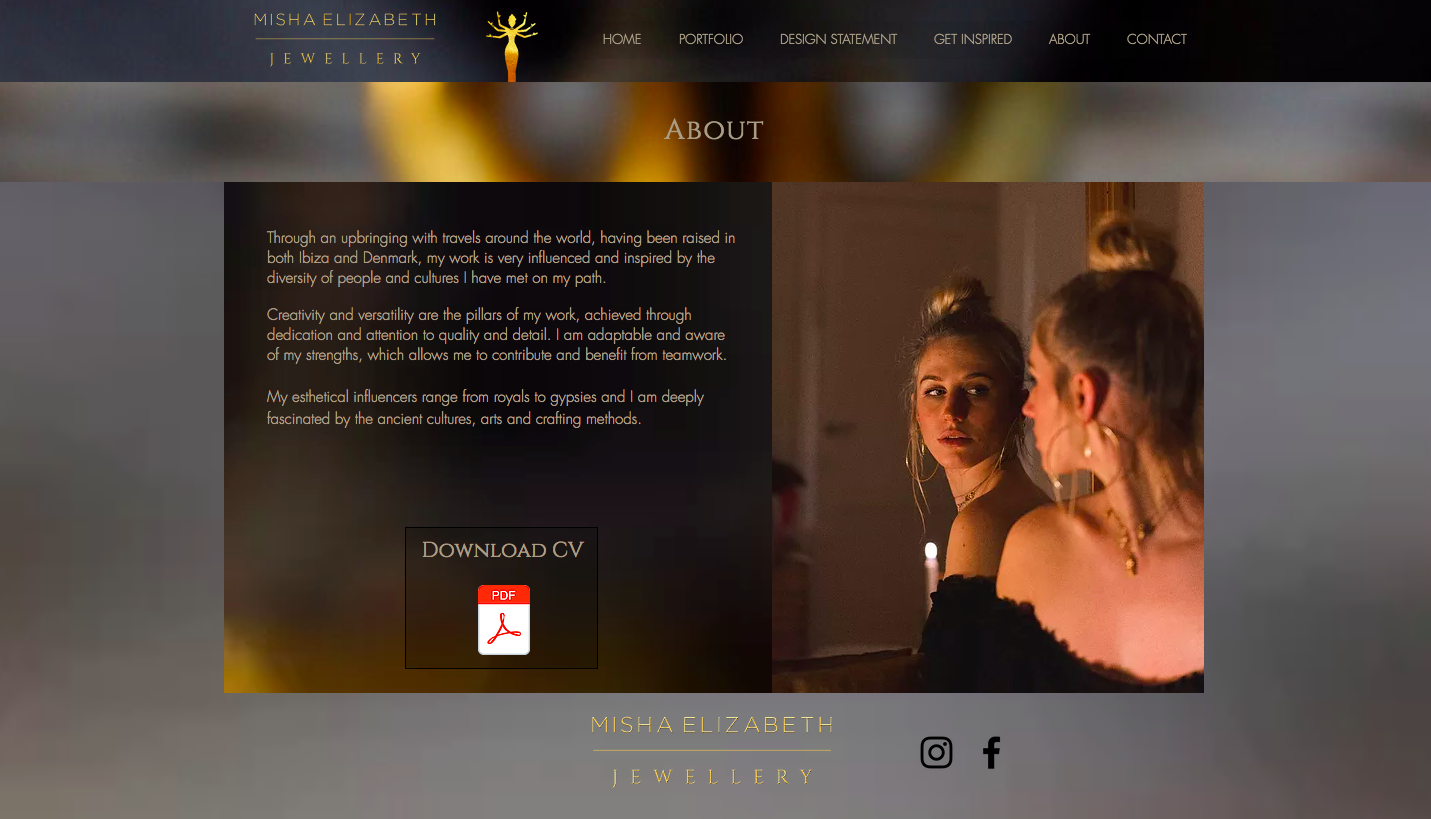 MISHA ELIZABETH
JEWELLERY
HOME
PORTFOLIO
DESIGN STATEMENT
GET INSPIRED
ABOUT
CONTACT
About
Through an upbringing with travels around the world, having been raised in
both Ibiza and Denmark, my work is very influenced and inspired by the
diversity of people and cultures I have met on my path.
Creativity and versatility are the pillars of my work, achieved through
dedication and attention to quality and detail. I am adaptable and aware
of my strengths, which allows me to contribute and benefit from teamwork.
My esthetical influencers range from royals to gypsies and I am deeply
fascinated by the ancient cultures, arts and crafting methods.
Download CV
PDF
MISHA ELIZABETH
JEWELLERY